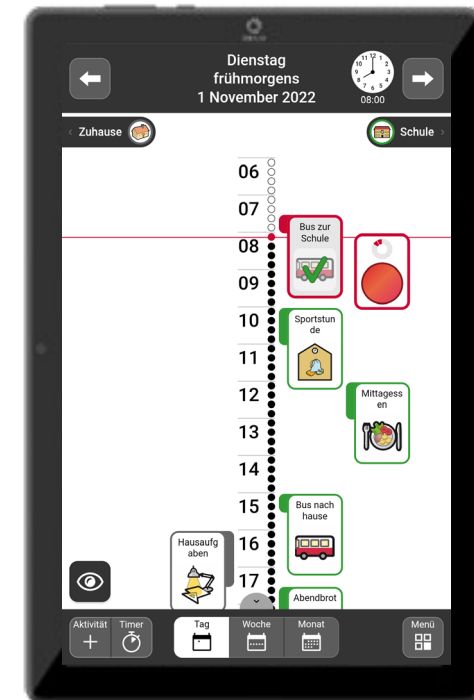 Dienstag
frühmorgens
1 November 2022
08:00
Zuhause
Schule
06
07
08
09
10
11
12
13
14
15
16
17
Bus zur
Schule
Sportstun
de
Mittagess
en
Bus nach
hause
Hausaufg
aben
Abendbrot
Aktivität
Timer
Tag
Woche
Monat
Menü